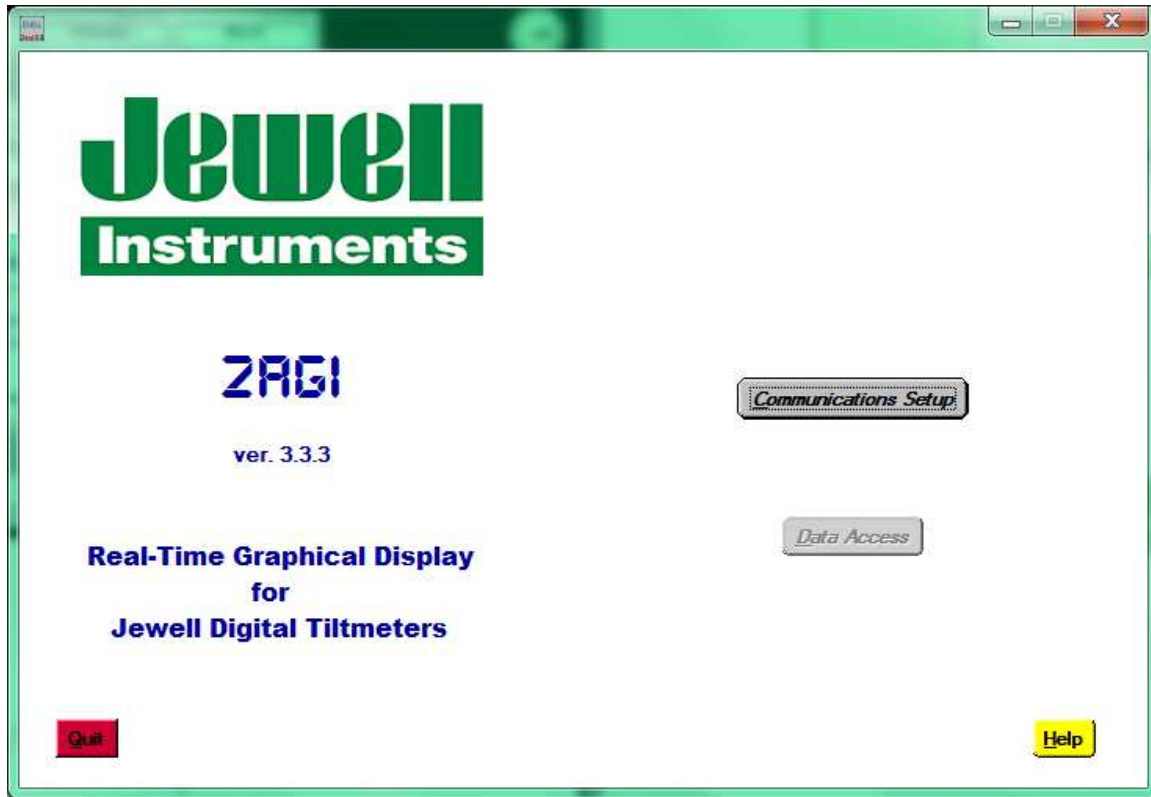 Jewell
Instruments
ZAGI
ver. 3.3.3
Real-Time Graphical Display
for
Jewell Digital Tiltmeters
Communications Setup
Data Access
Quit
Help